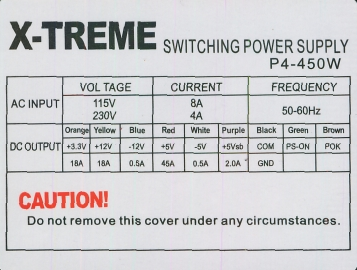 X-TREME SWITCHING POWER SUPPLY
P4-450W
VOLTAGE CURRENT FREQUENCY
AC INPUT 115V 8A 50-60Hz
230V 4A
Orange Yellow Blue Red White Purple Black Green Brown
DC OUTPUT +3.3V +12V -12V +5V -5V +5Vsb COM PS-ON POK
18A 18A 0.5A 45A 0.5A 2.0A GND
CAUTION!
Do not remove this cover under any circumstances.